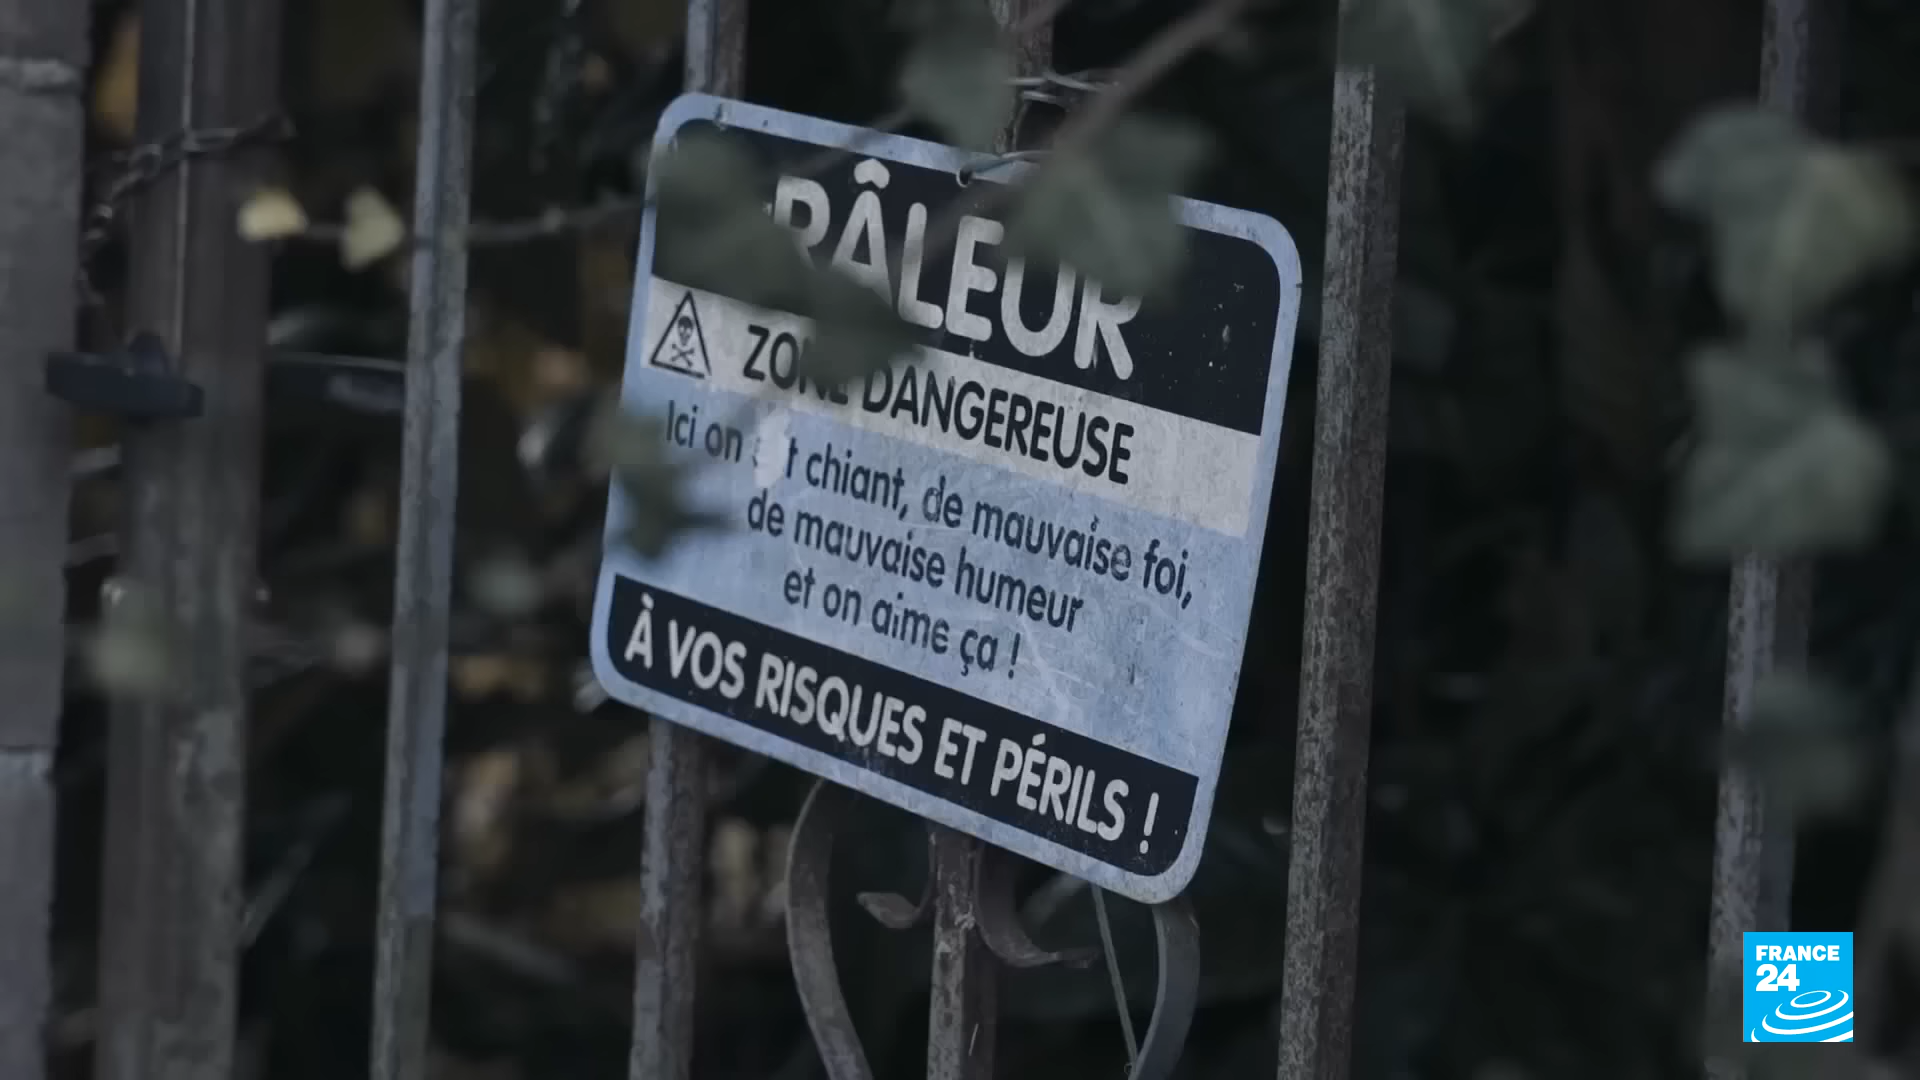 RÂLEUR
ZONE DANGEREUSE
Ici on est chiant, de mauvaise foi,
de mauvaise humeur
et on aime ça !
À VOS RISQUES ET PÉRILS !
FRANCE
24